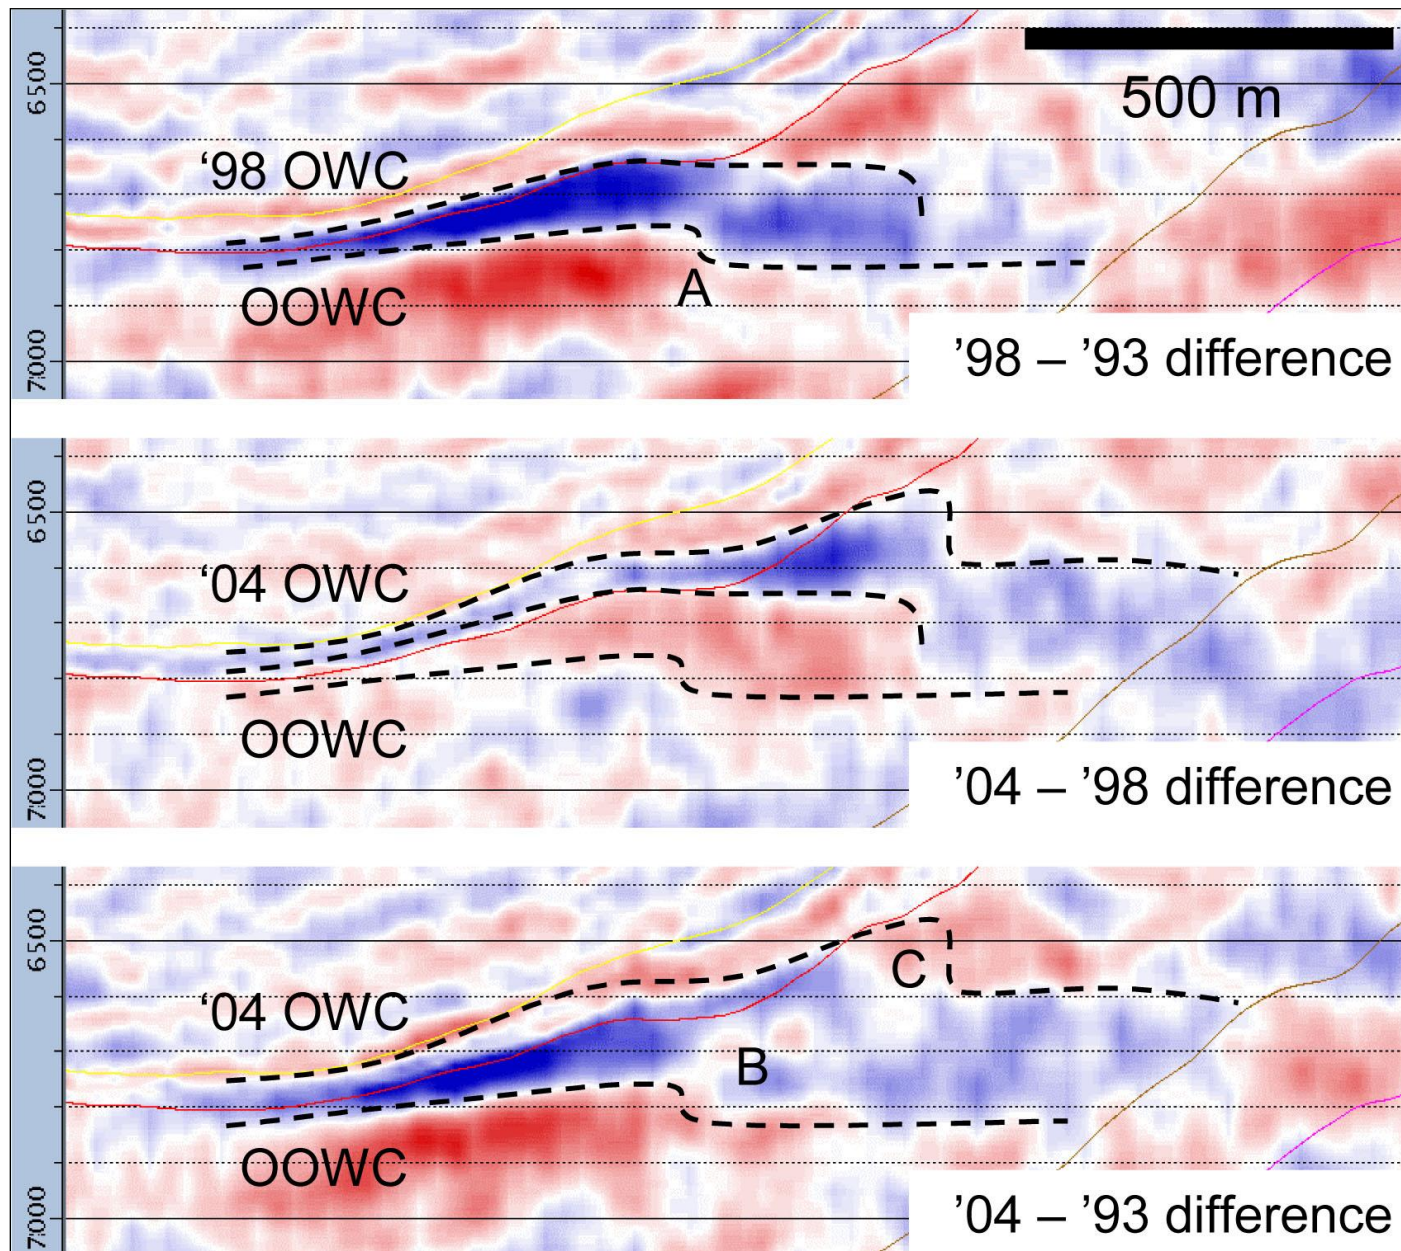 6500
500 m
‘98 OWC
OOWC
A
7000
’98 – ’93 difference
6500
‘04 OWC
OOWC
7000
’04 – ’98 difference
6500
C
‘04 OWC
B
OOWC
7000
’04 – ’93 difference